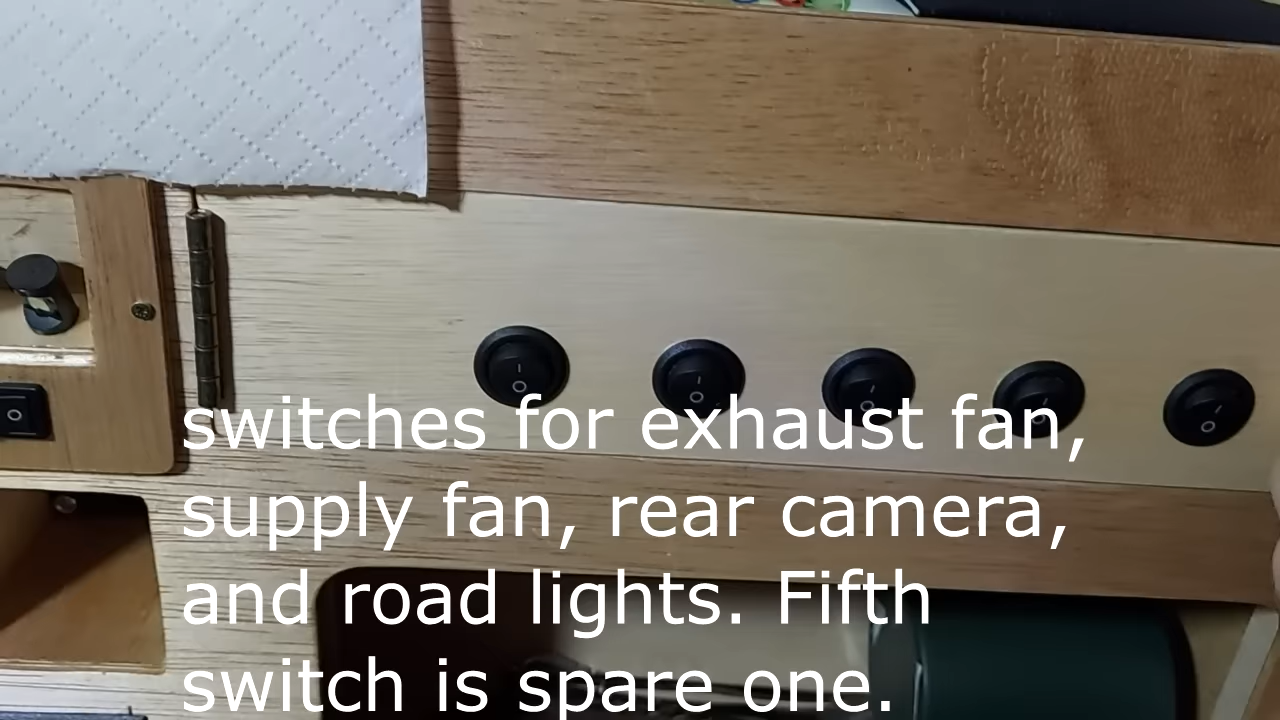 switches for exhaust fan,
supply fan, rear camera,
and road lights. Fifth
switch is spare one.